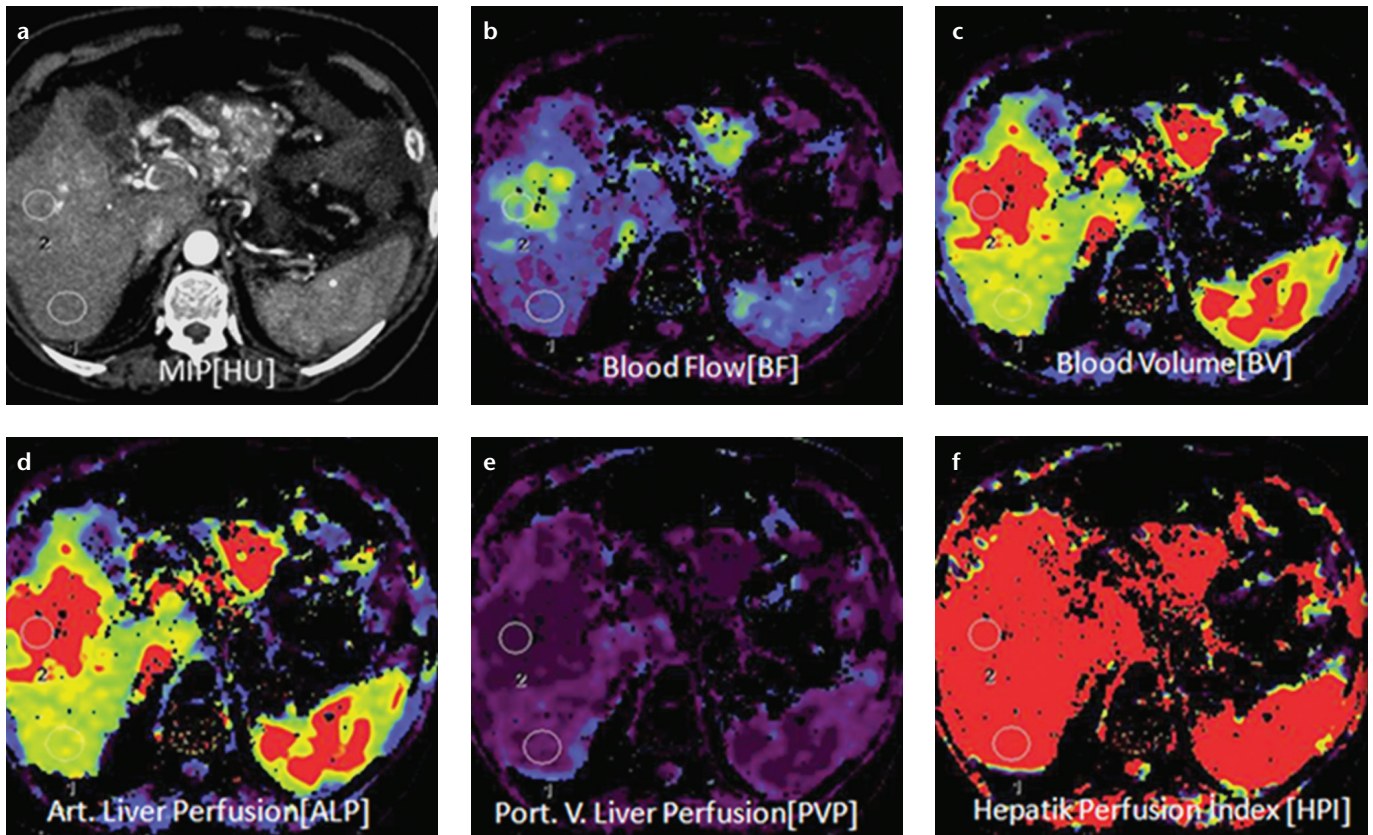 a
2
1
MIP[HU]
b
2
1
Blood Flow[BF]
c
2
1
Blood Volume[BV]
d
2
1
Art. Liver Perfusion[ALP]
e
2
1
Port. V. Liver Perfusion[PVP]
f
2
1
Hepatik Perfusion Index [HPI]